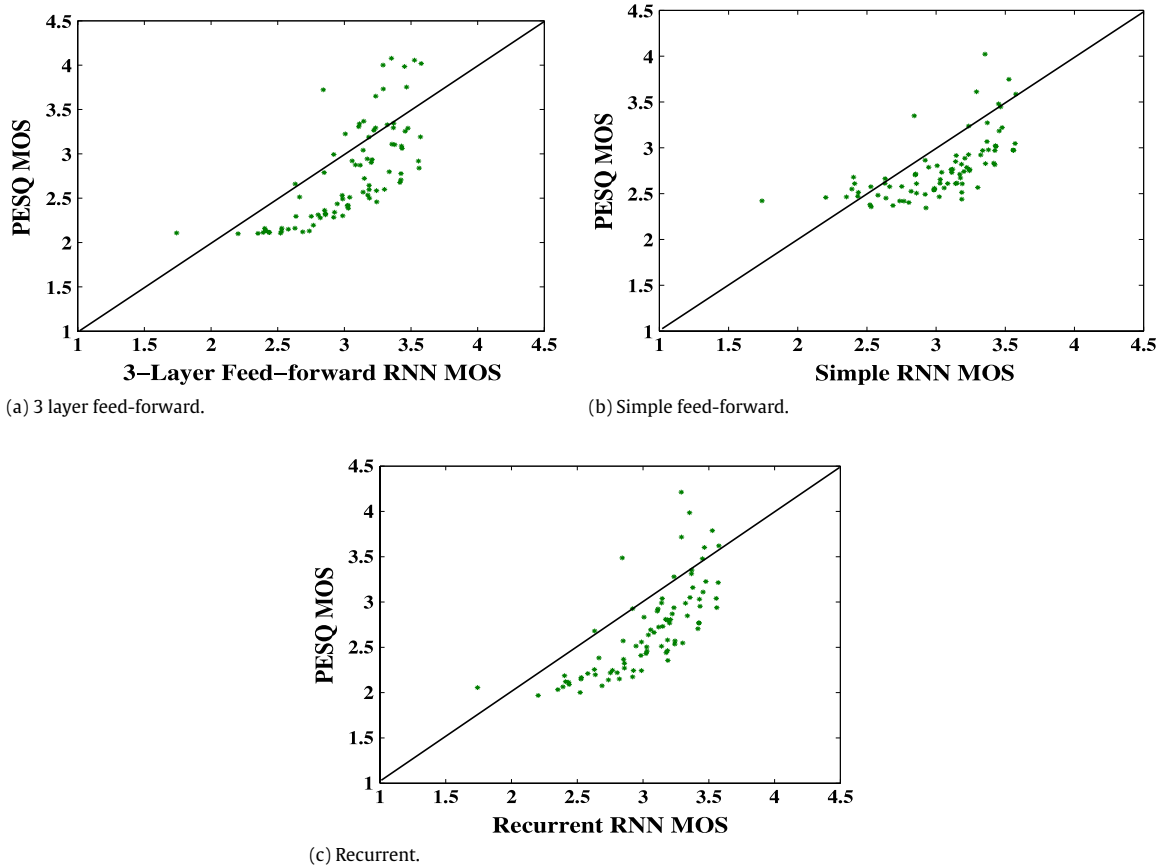 4.5
4
3.5
3
2.5
2
1.5
1
PESQ MOS
1 1.5 2 2.5 3 3.5 4 4.5
3−Layer Feed−forward RNN MOS
(a) 3 layer feed-forward.
4.5
4
3.5
3
2.5
2
1.5
1
PESQ MOS
1 1.5 2 2.5 3 3.5 4 4.5
Simple RNN MOS
(b) Simple feed-forward.
4.5
4
3.5
3
2.5
2
1.5
1
PESQ MOS
1 1.5 2 2.5 3 3.5 4 4.5
Recurrent RNN MOS
(c) Recurrent.